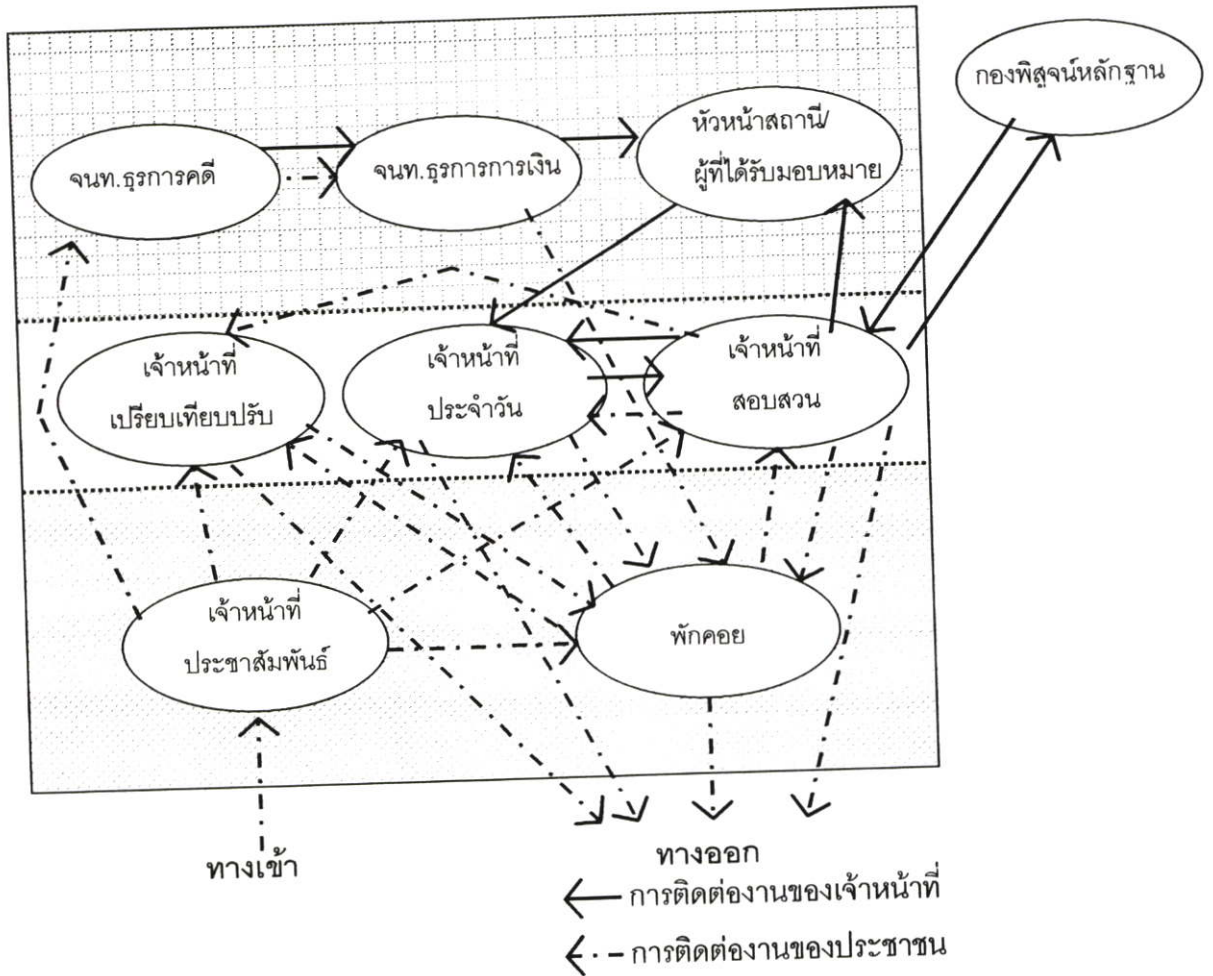 กองพิสูจน์หลักฐาน
จนท.ธุรการคดี
จนท.ธุรการการเงิน
หัวหน้าสถานี/
ผู้ที่ได้รับมอบหมาย
เจ้าหน้าที่
เปรียบเทียบปรับ
เจ้าหน้าที่
ประจำวัน
เจ้าหน้าที่
สอบสวน
เจ้าหน้าที่
ประชาสัมพันธ์
พักคอย
ทางเข้า
ทางออก
การติดต่องานของเจ้าหน้าที่
การติดต่องานของประชาชน